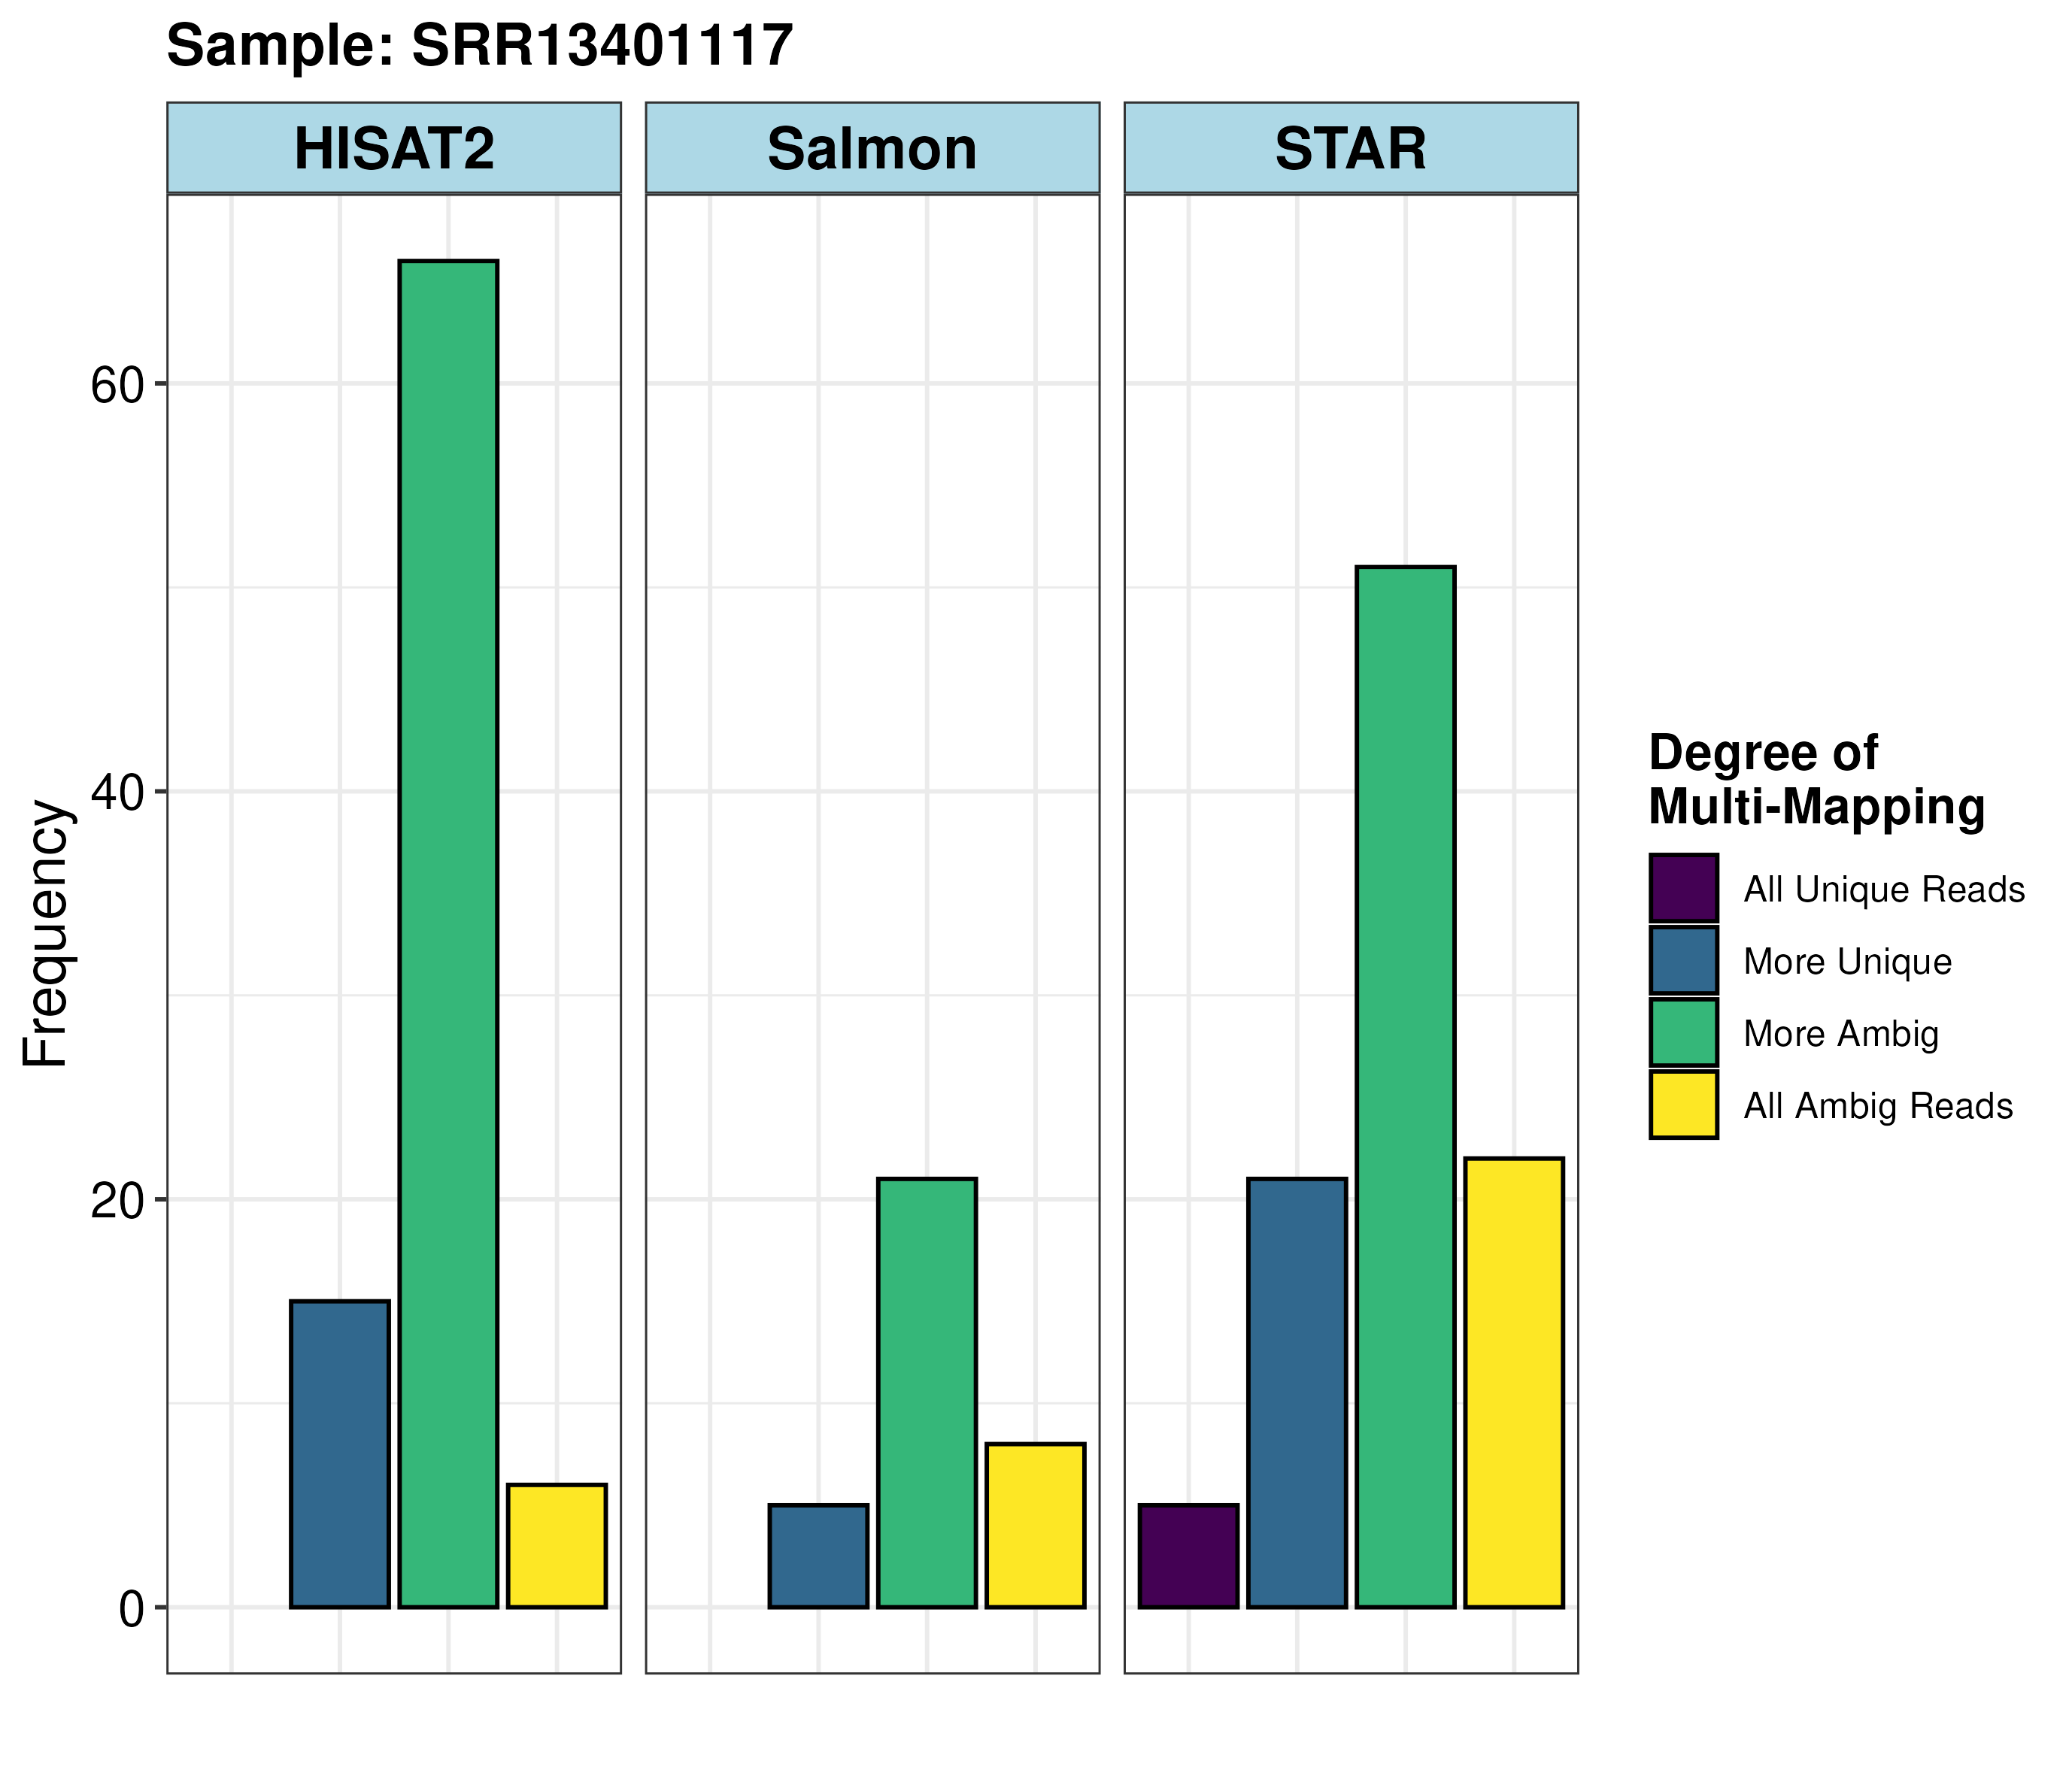 Sample: SRR13401117
HISAT2
Salmon
STAR
60
40
20
0
Frequency
Degree of
Multi-Mapping
All Unique Reads
More Unique
More Ambig
All Ambig Reads